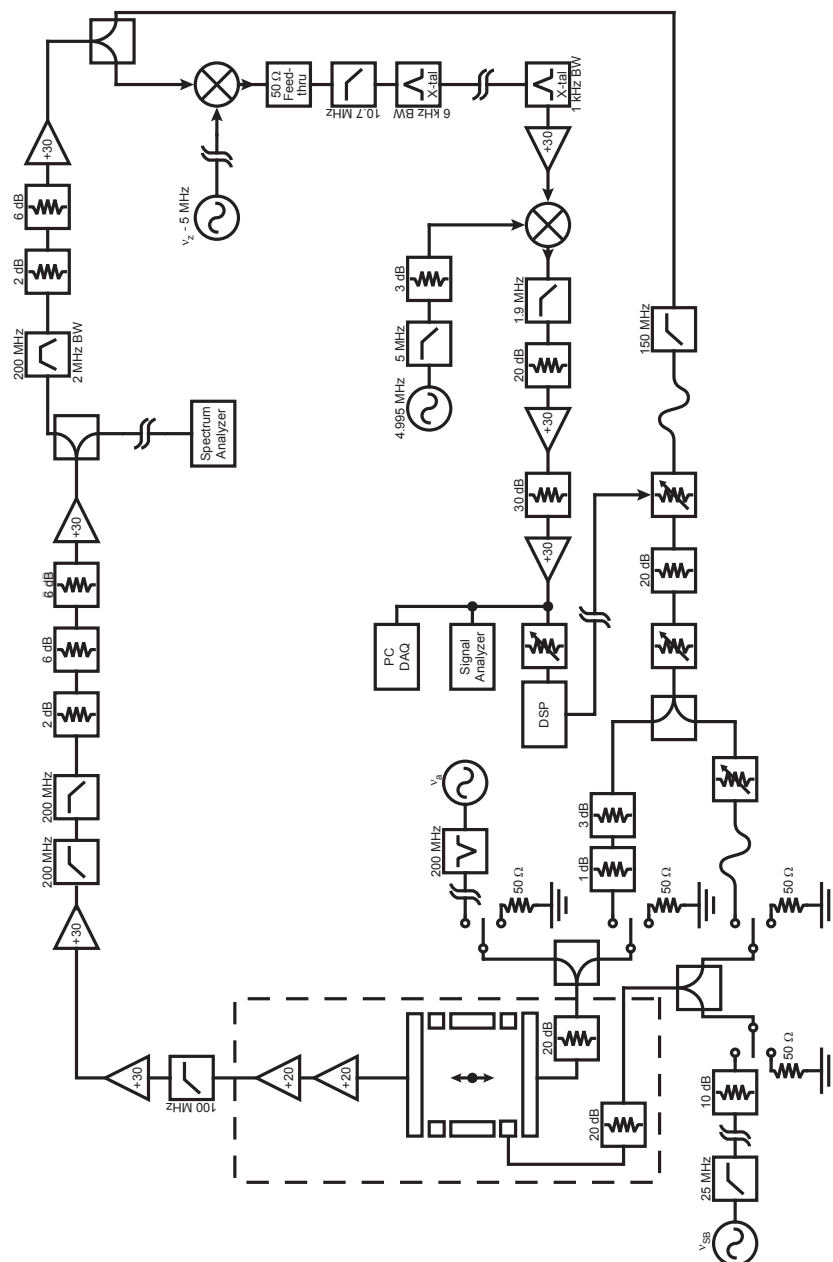 +30
6 dB
2 dB
200 MHz
2 MHz BW
Spectrum
Analyzer
+30
6 dB
6 dB
2 dB
200 MHz
200 MHz
+30
+30
100 MHz
+20
+20
ν_z - 5 MHz
50 Ω
Feed-
thru
10.7 MHz
X-tal
6 kHz BW
X-tal
1 kHz BW
+30
3 dB
5 MHz
4.995 MHz
1.9 MHz
20 dB
+30
30 dB
+30
PC
DAQ
Signal
Analyzer
DSP
150 MHz
20 dB
ν_a
200 MHz
50 Ω
3 dB
1 dB
50 Ω
50 Ω
20 dB
20 dB
50 Ω
10 dB
25 MHz
ν_SB